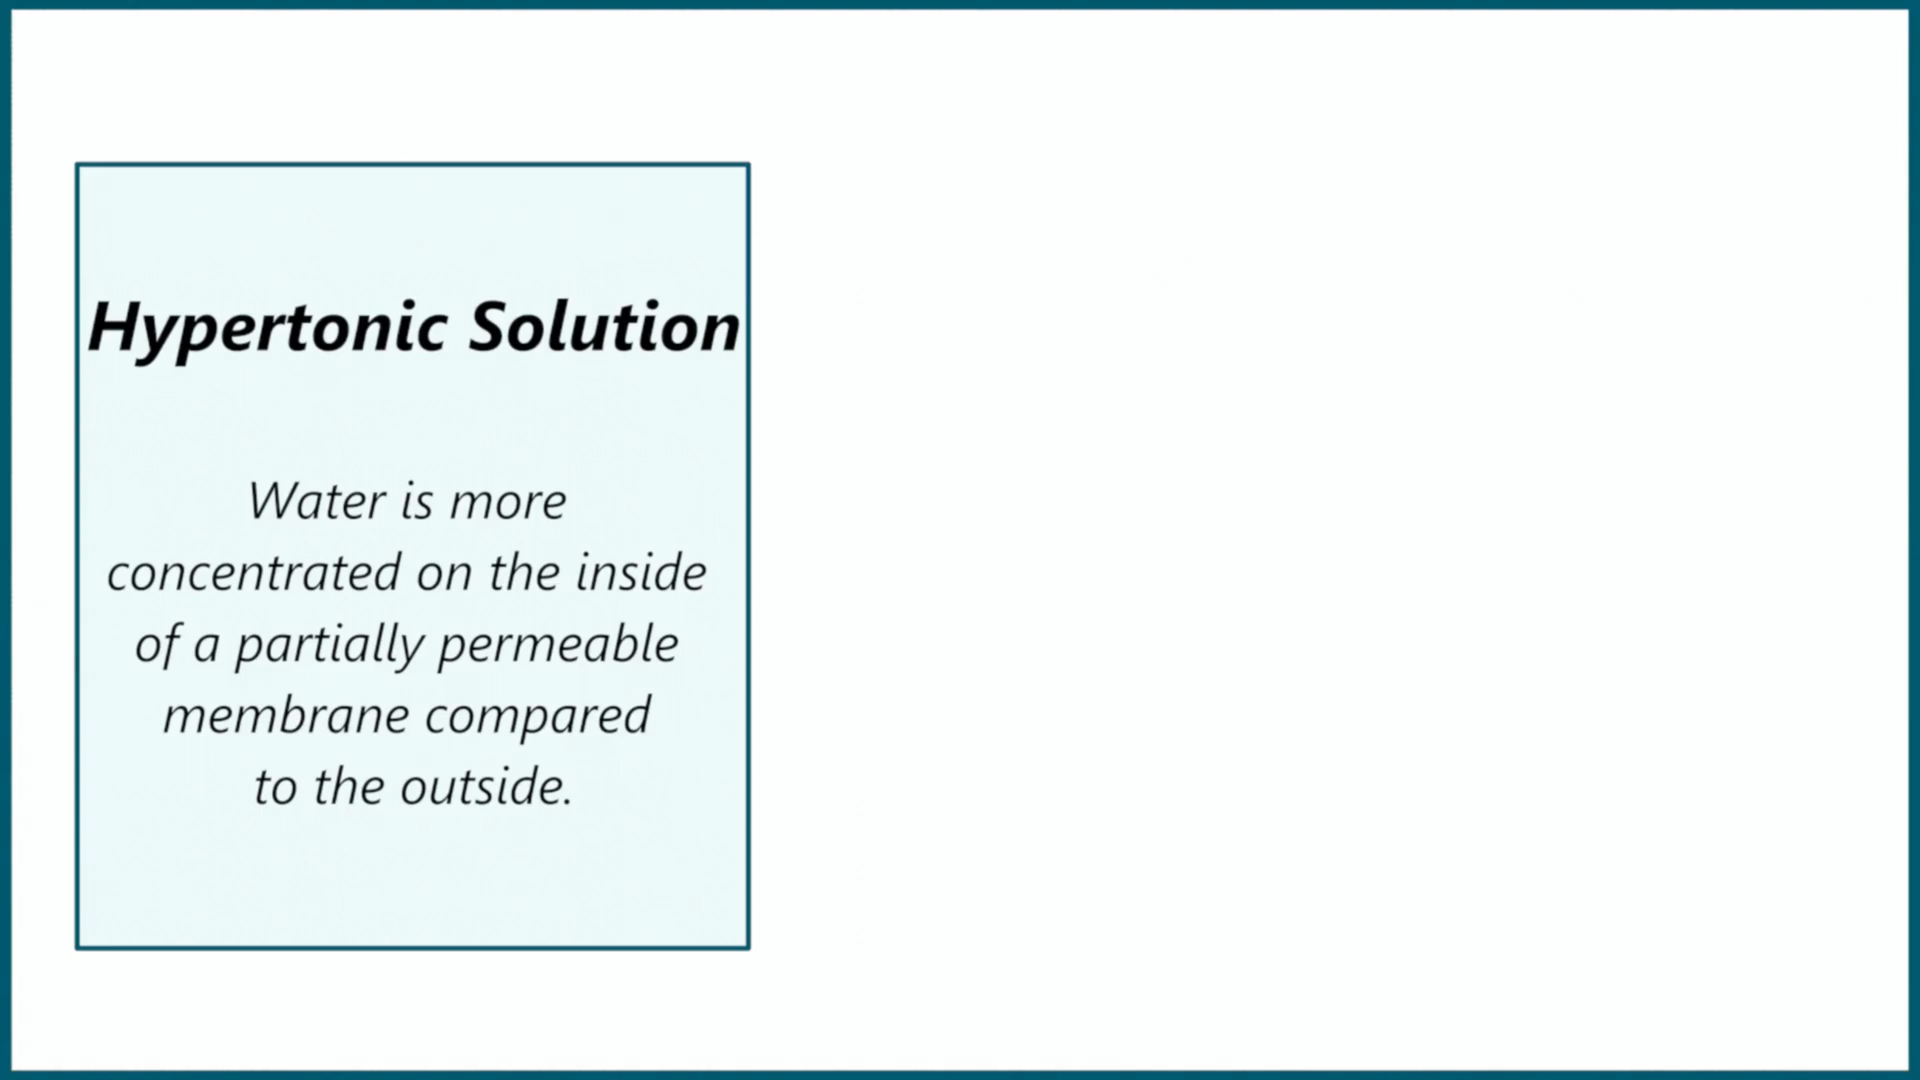 Hypertonic Solution
Water is more
concentrated on the inside
of a partially permeable
membrane compared
to the outside.